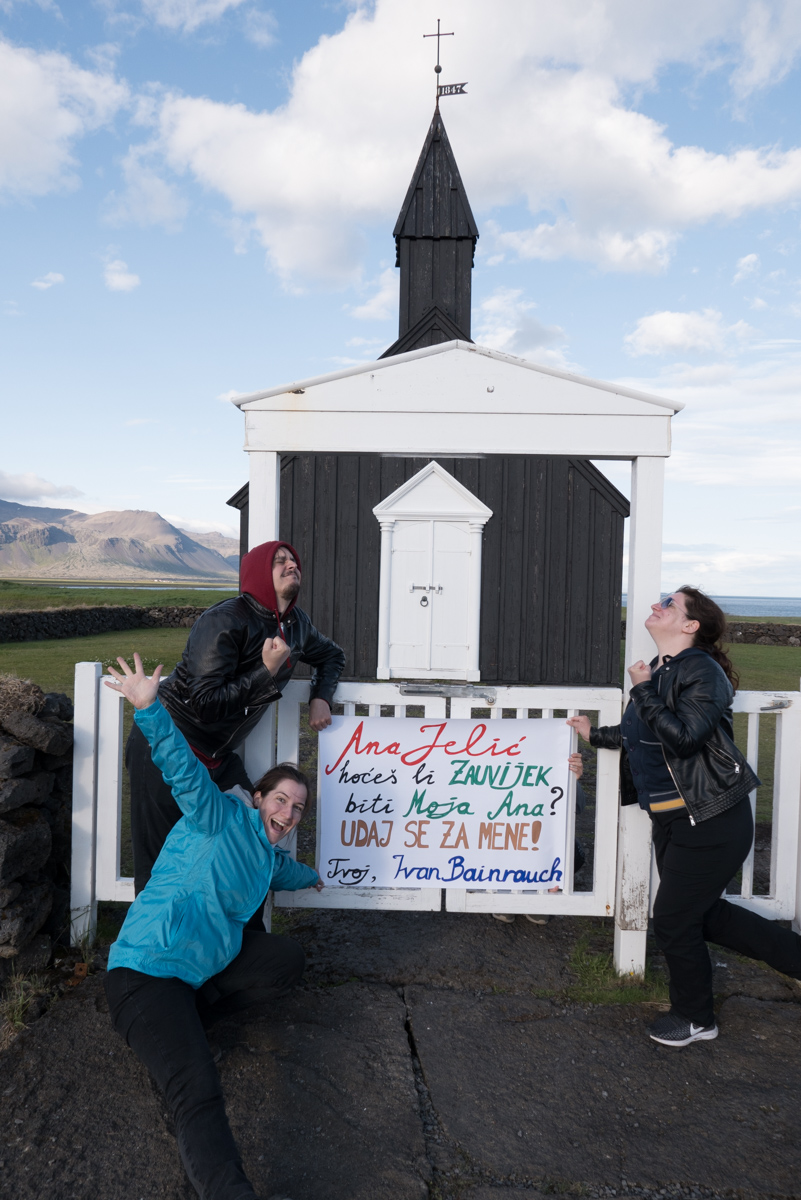 1847
Ana Jelić
hoćeš li ZAUVIJEK
biti Moja Ana?
UDAJ SE ZA MENE!
Tvoj, Ivan Bainrauch